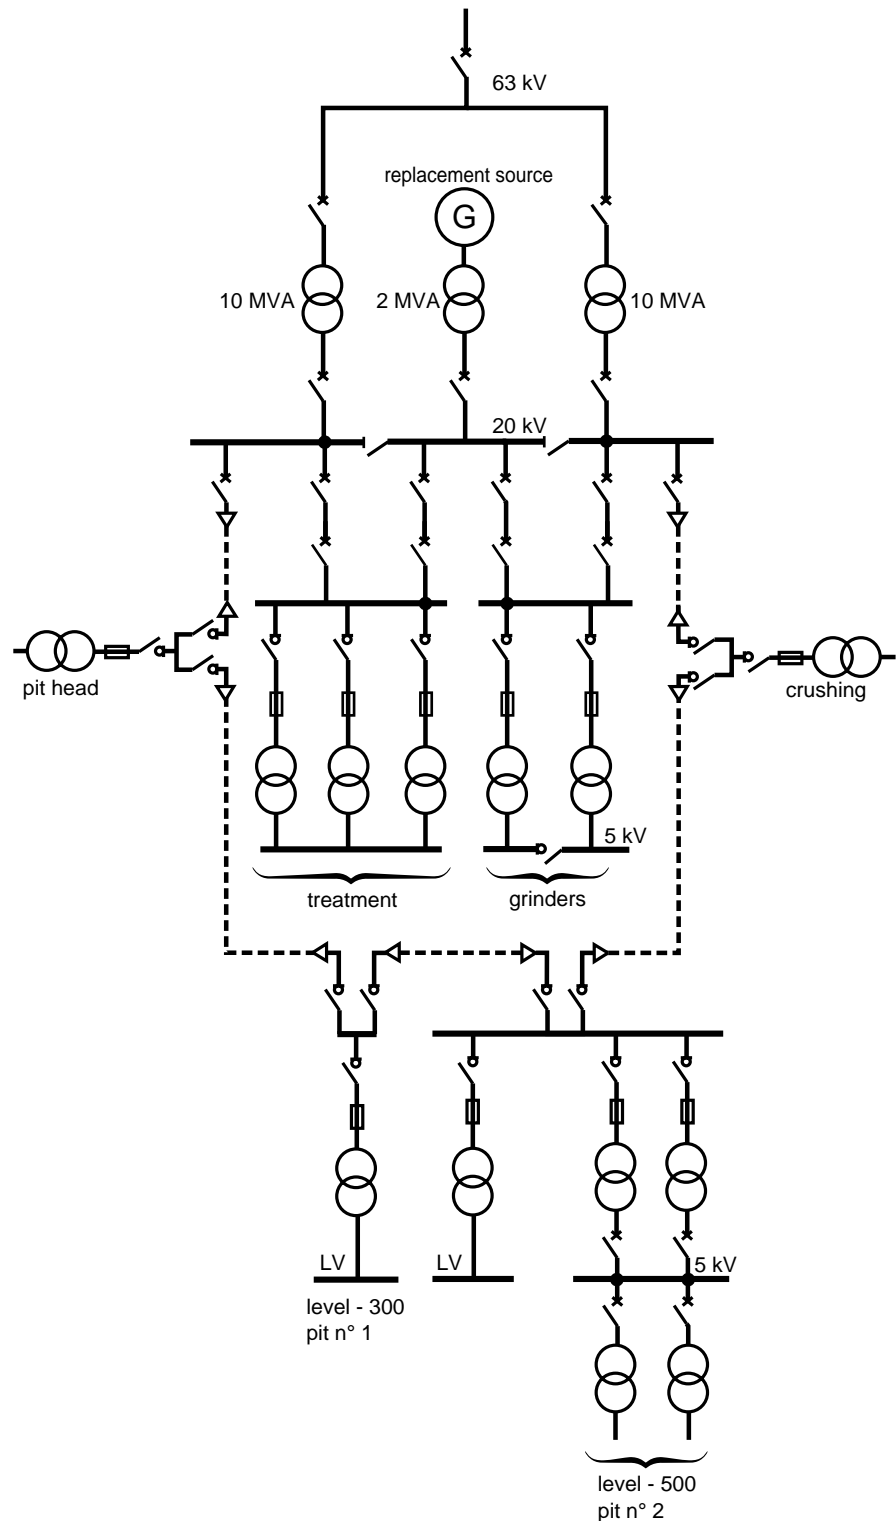 63 kV
replacement source
G
10 MVA
2 MVA
10 MVA
20 kV
pit head
crushing
5 kV
treatment
grinders
LV
LV
5 kV
level - 300
pit n° 1
level - 500
pit n° 2